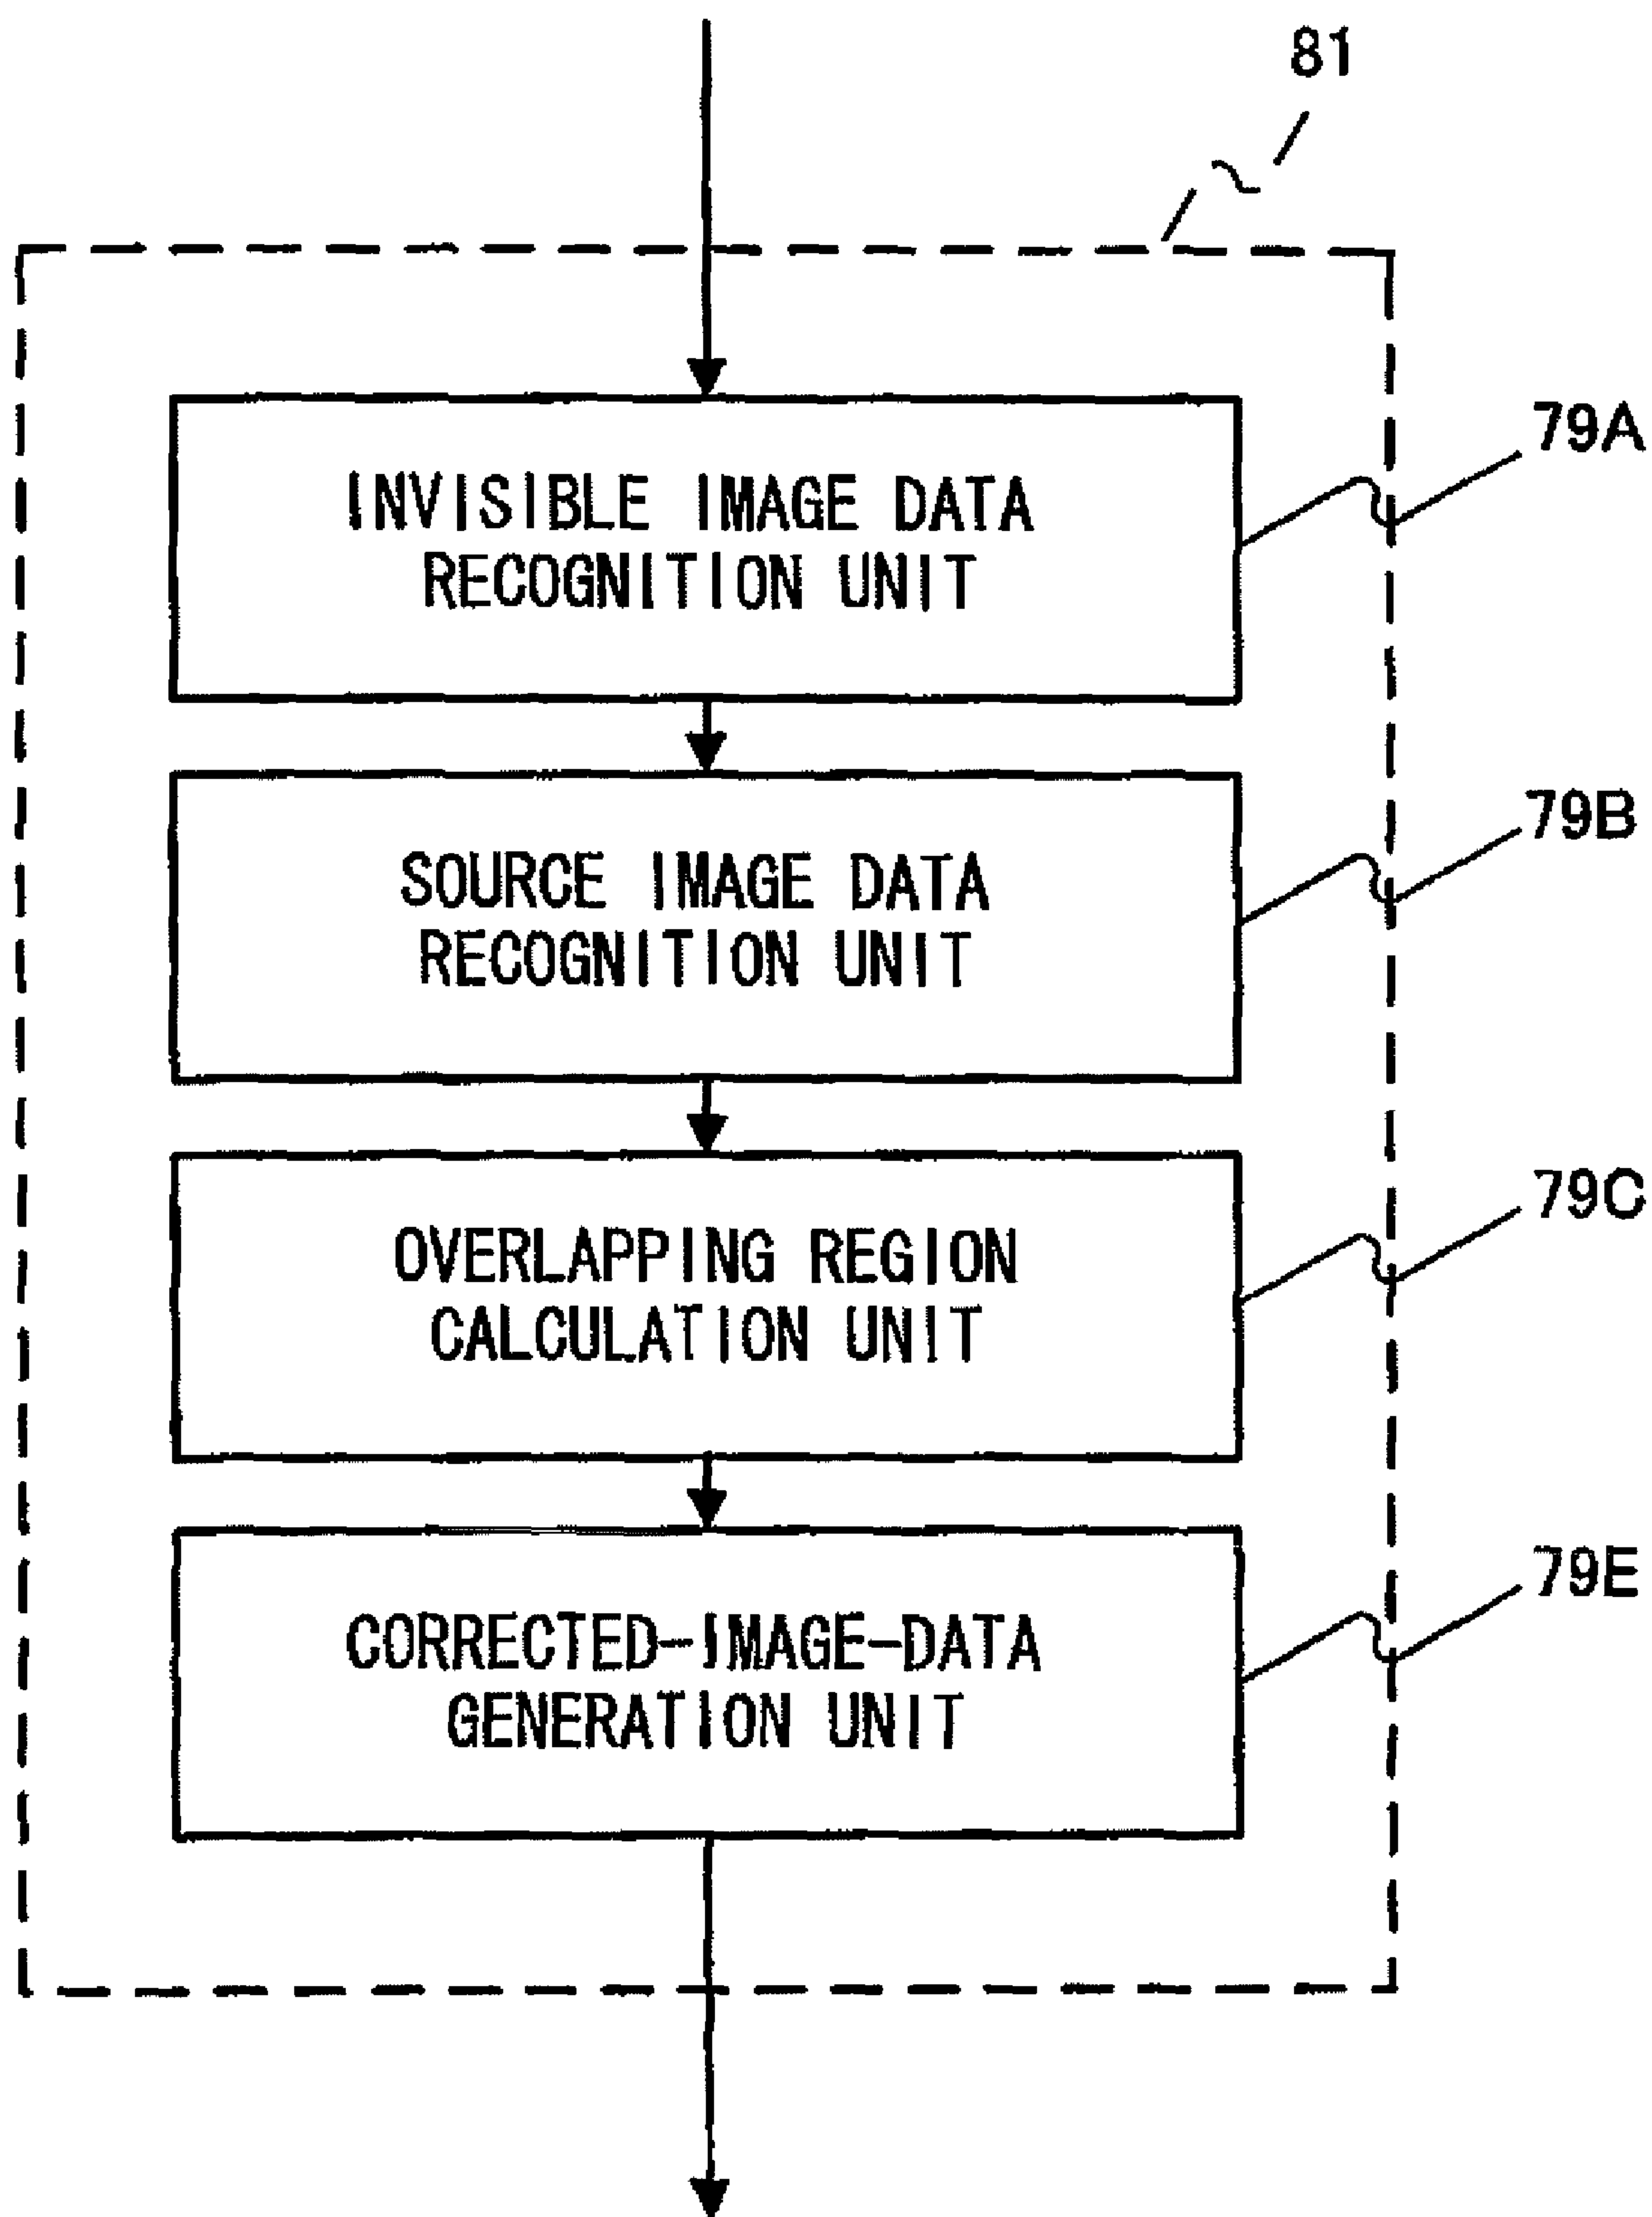 81
INVISIBLE IMAGE DATA
RECOGNITION UNIT
79A
SOURCE IMAGE DATA
RECOGNITION UNIT
79B
OVERLAPPING REGION
CALCULATION UNIT
79C
CORRECTED-IMAGE-DATA
GENERATION UNIT
79E